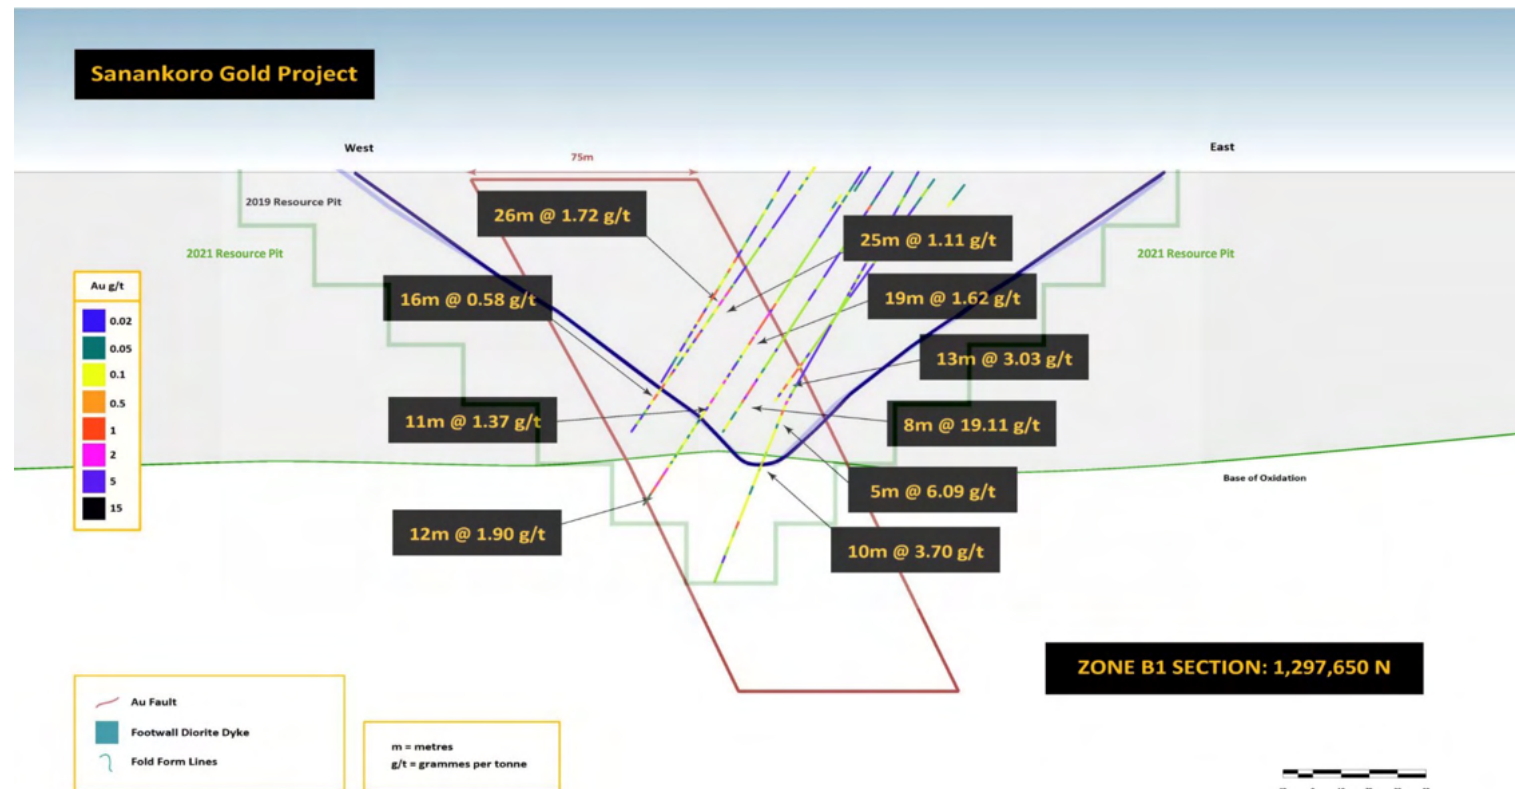 Sanankoro Gold Project
West
East
75m
2019 Resource Pit
26m @ 1.72 g/t
25m @ 1.11 g/t
2021 Resource Pit
2021 Resource Pit
Au g/t
0.02
0.05
0.1
0.5
1
2
5
15
16m @ 0.58 g/t
19m @ 1.62 g/t
13m @ 3.03 g/t
11m @ 1.37 g/t
8m @ 19.11 g/t
Base of Oxidation
5m @ 6.09 g/t
12m @ 1.90 g/t
10m @ 3.70 g/t
ZONE B1 SECTION: 1,297,650 N
Au Fault
Footwall Diorite Dyke
Fold Form Lines
m = metres
g/t = grammes per tonne